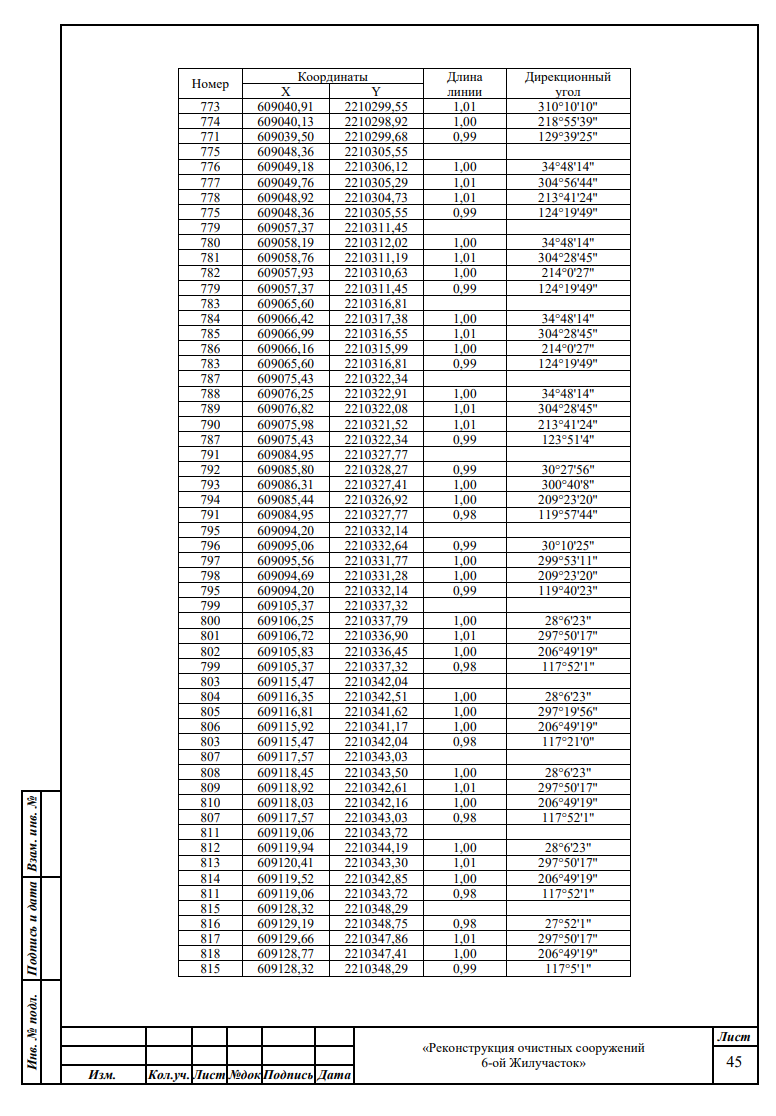 Номер Координаты Длина линии Дирекционный угол
X Y
773 609040,91 2210299,55 1,01 310°10'10"
774 609040,13 2210298,92 1,00 218°55'39"
771 609039,50 2210299,68 0,99 129°39'25"
775 609048,36 2210305,55
776 609049,18 2210306,12 1,00 34°48'14"
777 609049,76 2210305,29 1,01 304°56'44"
778 609048,92 2210304,73 1,01 213°41'24"
775 609048,36 2210305,55 0,99 124°19'49"
779 609057,37 2210311,45
780 609058,19 2210312,02 1,00 34°48'14"
781 609058,76 2210311,19 1,01 304°28'45"
782 609057,93 2210310,63 1,00 214°0'27"
779 609057,37 2210311,45 0,99 124°19'49"
783 609065,60 2210316,81
784 609066,42 2210317,38 1,00 34°48'14"
785 609066,99 2210316,55 1,01 304°28'45"
786 609066,16 2210315,99 1,00 214°0'27"
783 609065,60 2210316,81 0,99 124°19'49"
787 609075,43 2210322,34
788 609076,25 2210322,91 1,00 34°48'14"
789 609076,82 2210322,08 1,01 304°28'45"
790 609075,98 2210321,52 1,01 213°41'24"
787 609075,43 2210322,34 0,99 123°51'4"
791 609084,95 2210327,77
792 609085,80 2210328,27 0,99 30°27'56"
793 609086,31 2210327,41 1,00 300°40'8"
794 609085,44 2210326,92 1,00 209°23'20"
791 609084,95 2210327,77 0,98 119°57'44"
795 609094,20 2210332,14
796 609095,06 2210332,64 0,99 30°10'25"
797 609095,56 2210331,77 1,00 299°53'11"
798 609094,69 2210331,28 1,00 209°23'20"
795 609094,20 2210332,14 0,99 119°40'23"
799 609105,37 2210337,32
800 609106,25 2210337,79 1,00 28°6'23"
801 609106,72 2210336,90 1,01 297°50'17"
802 609105,83 2210336,45 1,00 206°49'19"
799 609105,37 2210337,32 0,98 117°52'1"
803 609115,47 2210342,04
804 609116,35 2210342,51 1,00 28°6'23"
805 609116,81 2210341,62 1,00 297°19'56"
806 609115,92 2210341,17 1,00 206°49'19"
803 609115,47 2210342,04 0,98 117°21'0"
807 609117,57 2210343,03
808 609118,45 2210343,50 1,00 28°6'23"
809 609118,92 2210342,61 1,01 297°50'17"
810 609118,03 2210342,16 1,00 206°49'19"
807 609117,57 2210343,03 0,98 117°52'1"
811 609119,06 2210343,72
812 609119,94 2210344,19 1,00 28°6'23"
813 609120,41 2210343,30 1,01 297°50'17"
814 609119,52 2210342,85 1,00 206°49'19"
811 609119,06 2210343,72 0,98 117°52'1"
815 609128,32 2210348,29
816 609129,19 2210348,75 0,98 27°52'1"
817 609129,66 2210347,86 1,01 297°50'17"
818 609128,77 2210347,41 1,00 206°49'19"
815 609128,32 2210348,29 0,99 117°5'1"
Взам. инв. №
Подпись и дата
Инв. № подл.
Изм. Кол.уч. Лист №док Подпись Дата
«Реконструкция очистных сооружений
6-ой Жилучасток»
Лист
45